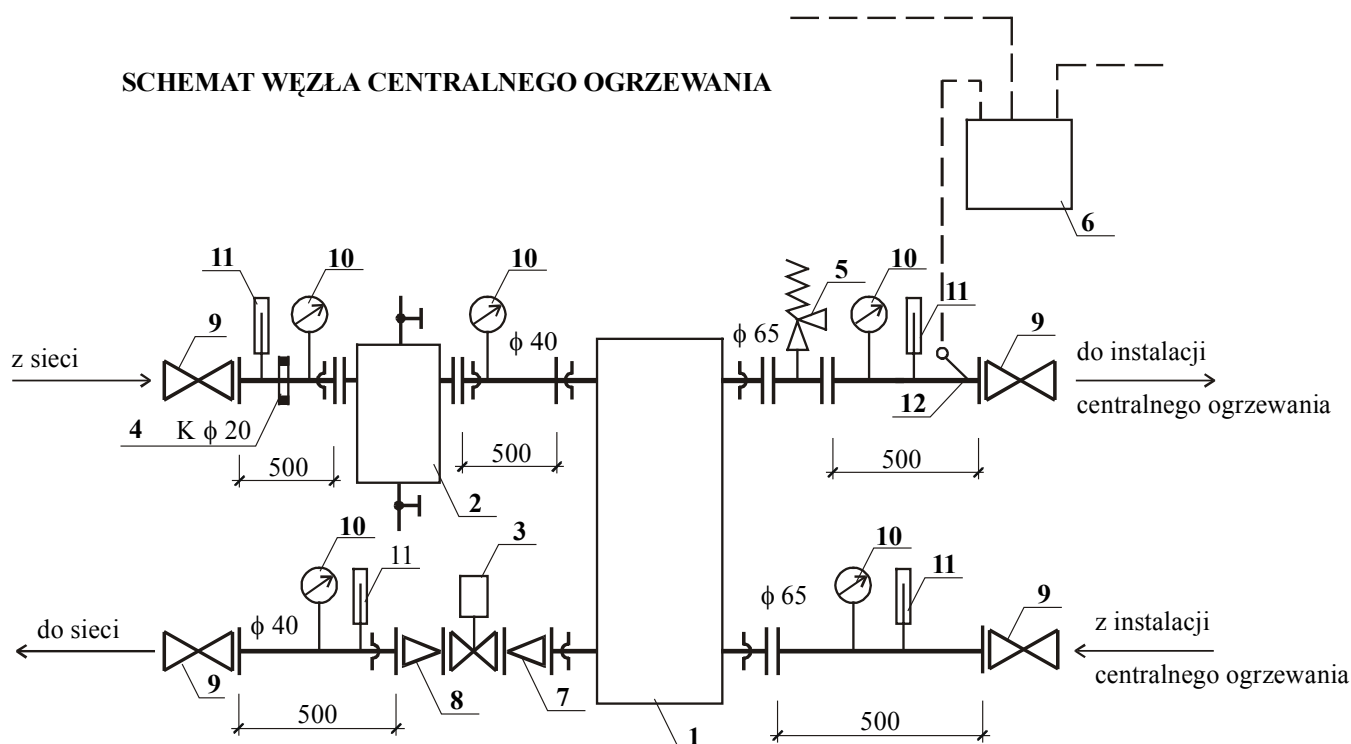 SCHEMAT WĘZŁA CENTRALNEGO OGRZEWANIA
6
11
10
10
5
10
11
9
9
z sieci
ϕ 40
ϕ 65
do instalacji
centralnego ogrzewania
12
4 K ϕ 20
500
500
500
2
10
11
3
10
11
9
do sieci
ϕ 40
ϕ 65
z instalacji
centralnego ogrzewania
9
8
7
500
500
1